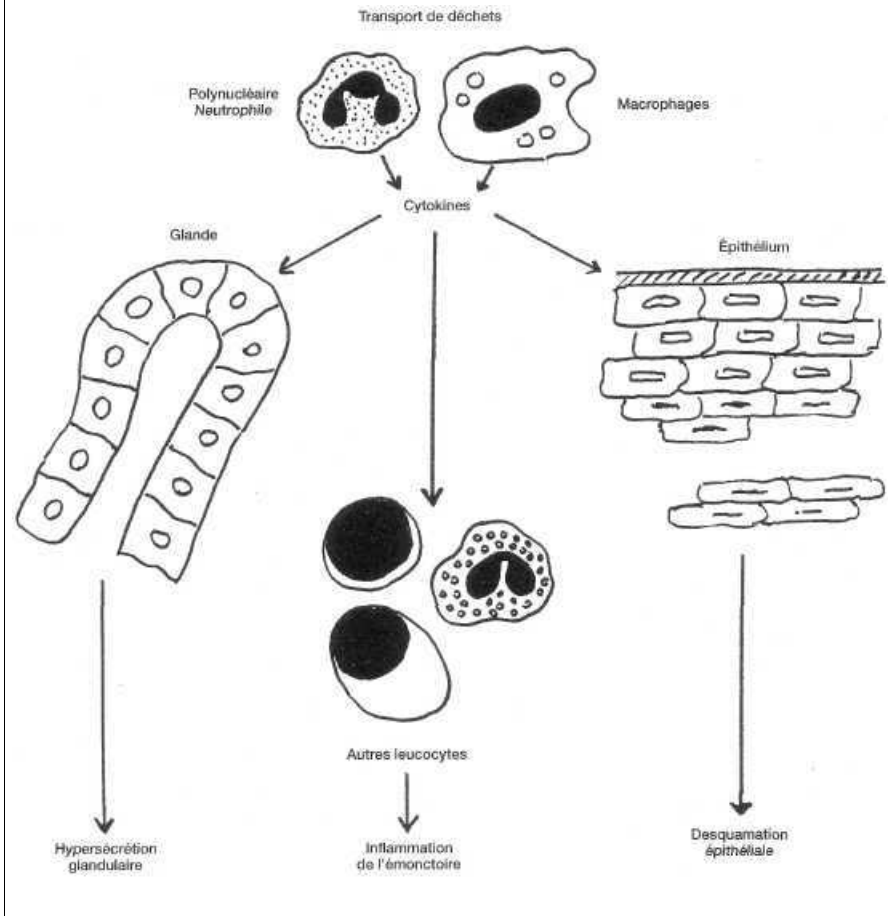 Transport de déchets
Polynucléaire
Neutrophile
Macrophages
Cytokines
Glande
Épithélium
Autres leucocytes
Hypersécrétion
glandulaire
Inflammation
de l'émonctoire
Desquamation
épithéliale